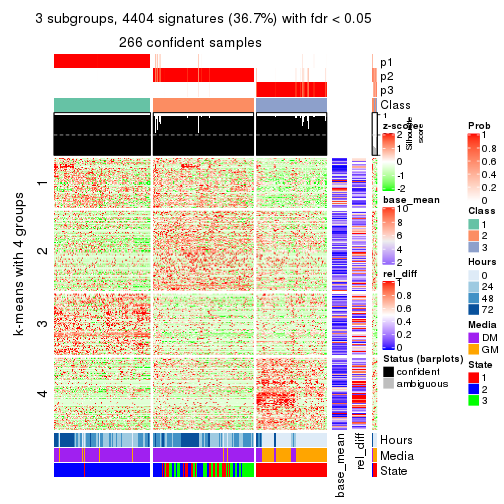 3 subgroups, 4404 signatures (36.7%) with fdr < 0.05
266 confident samples
p1
p2
p3
Class
1
Silhouette
score
k-means with 4 groups
1
2
3
4
Hours
Media
State
base_mean
rel_diff
z-score
2
1
0
-1
-2
base_mean
10
8
6
4
2
rel_diff
1
0.8
0.6
0.4
0.2
0
Status (barplots)
confident
ambiguous
Prob
1
0.8
0.6
0.4
0.2
0
Class
1
2
3
Hours
0
24
48
72
Media
DM
GM
State
1
2
3